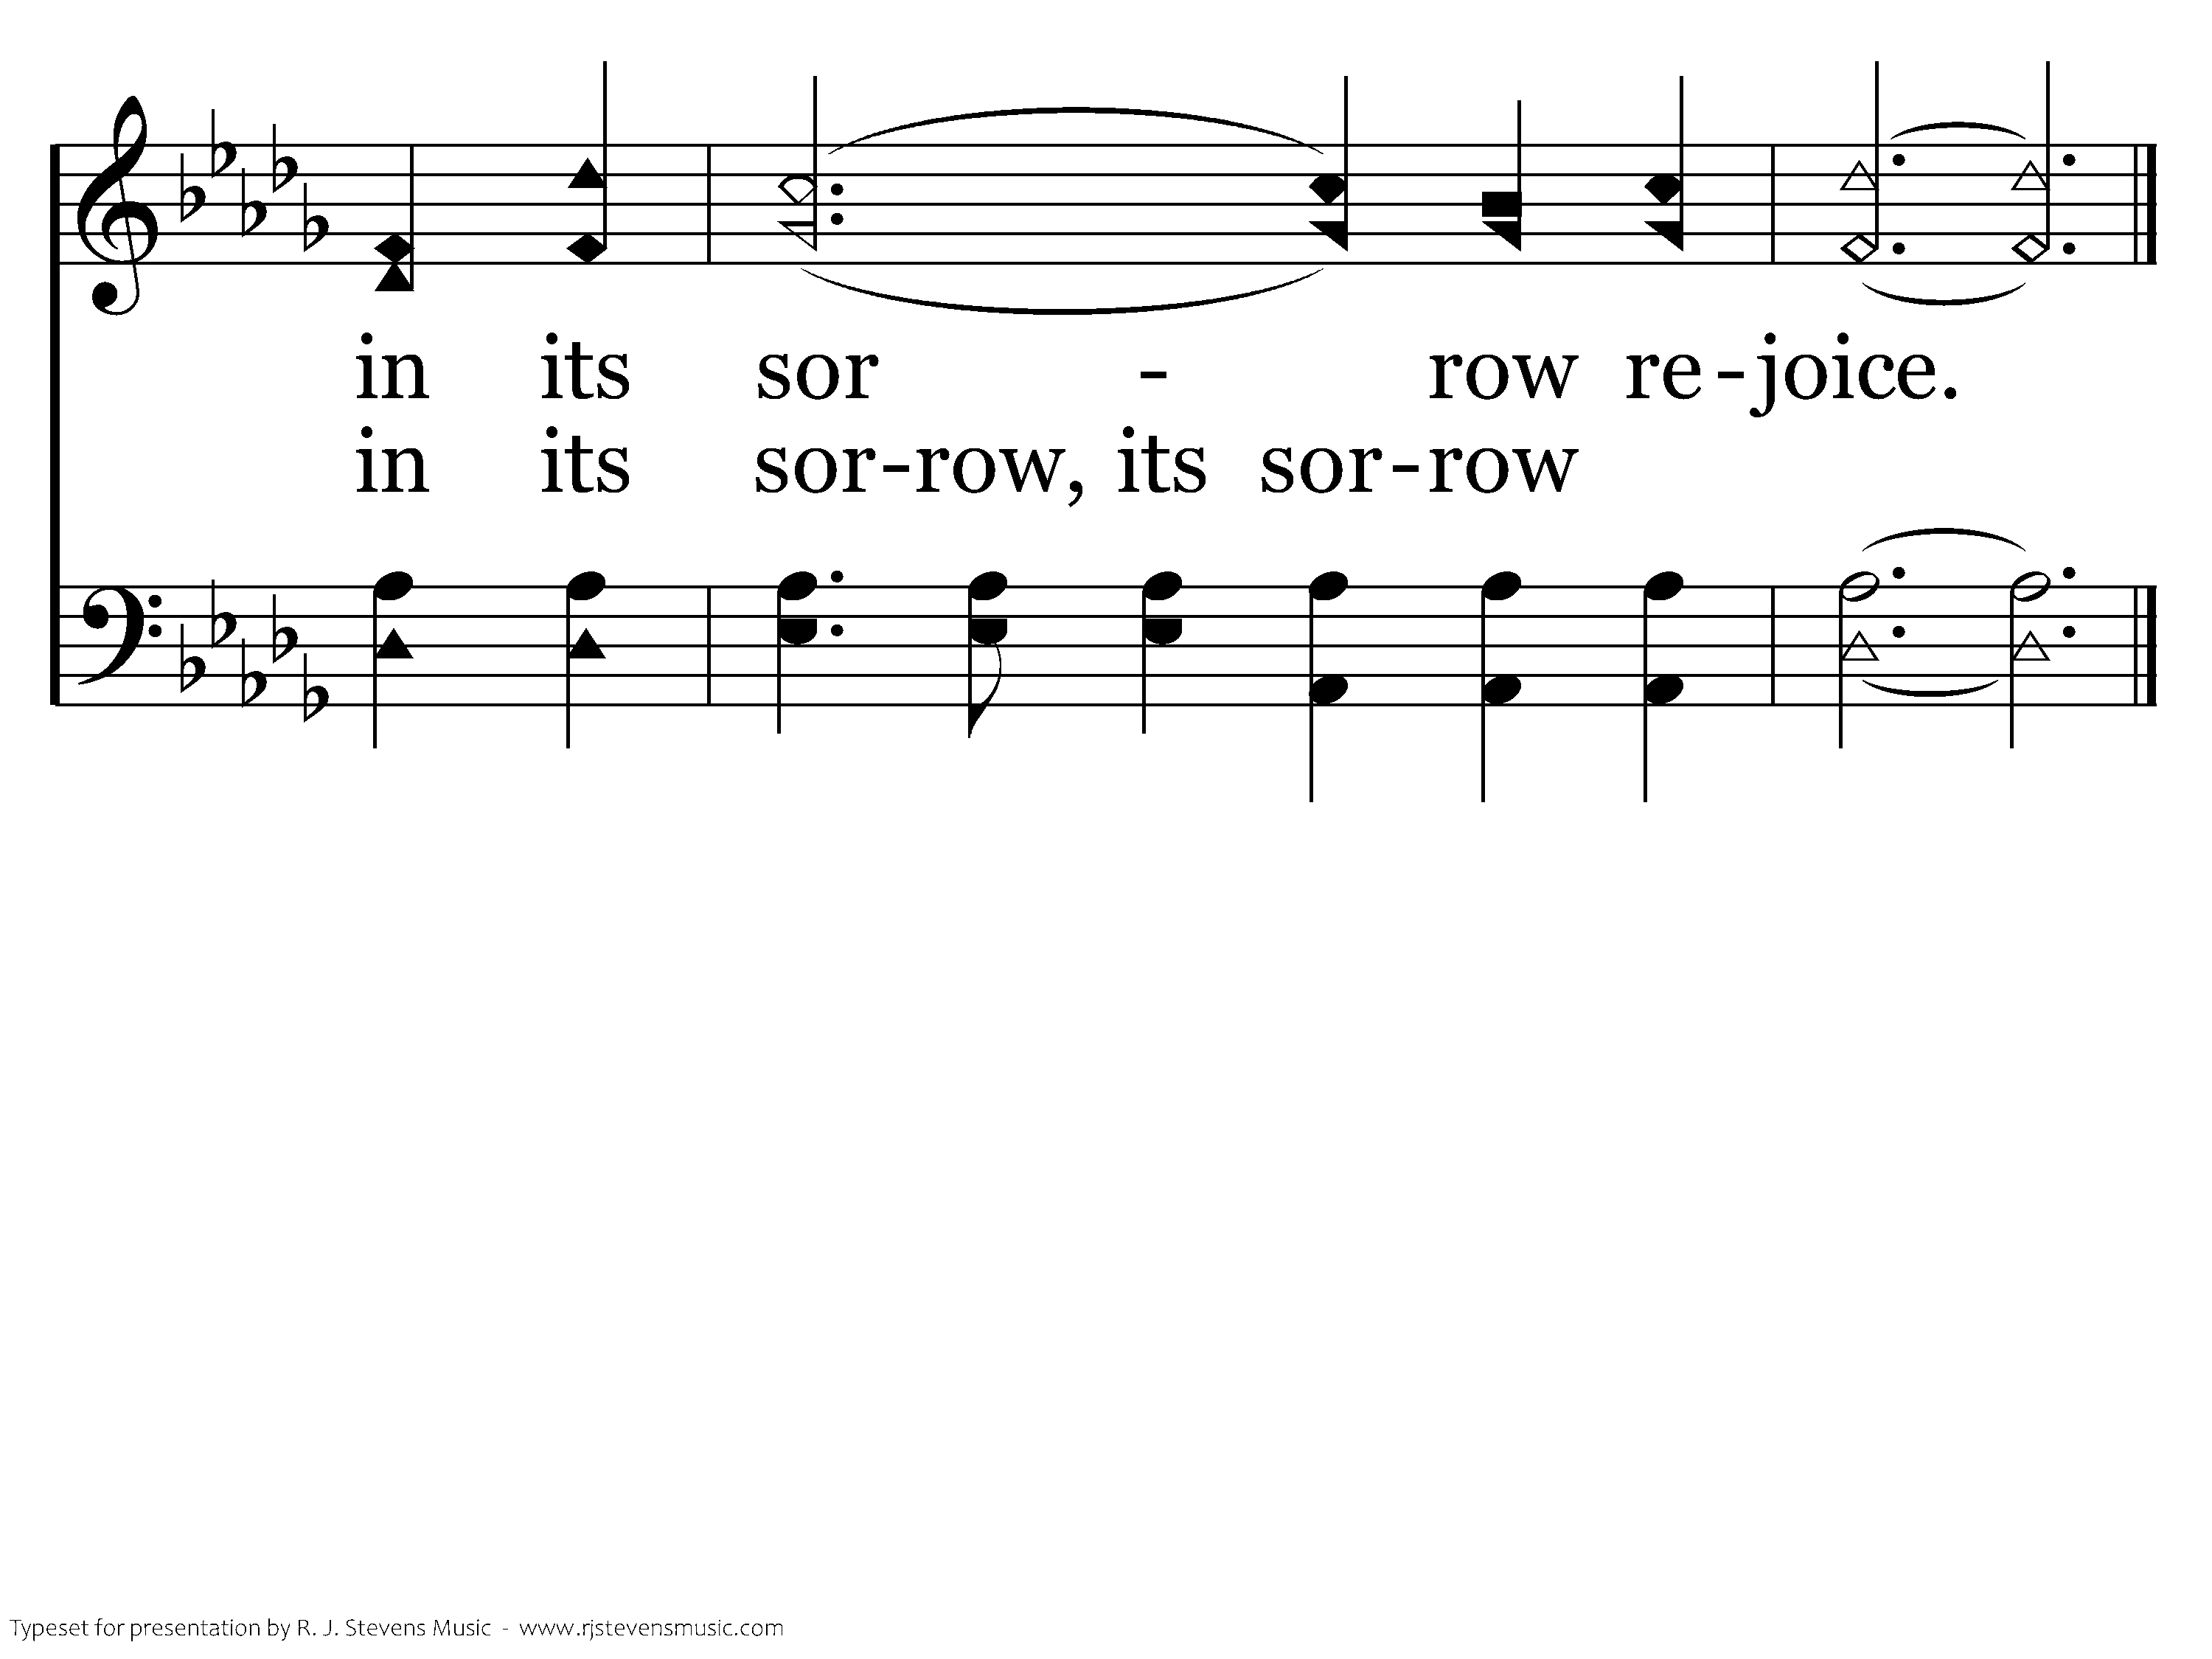 in its sor - row re-joice.
in its sor-row, its sor-row
Typeset for presentation by R. J. Stevens Music - www.rjstevensmusic.com